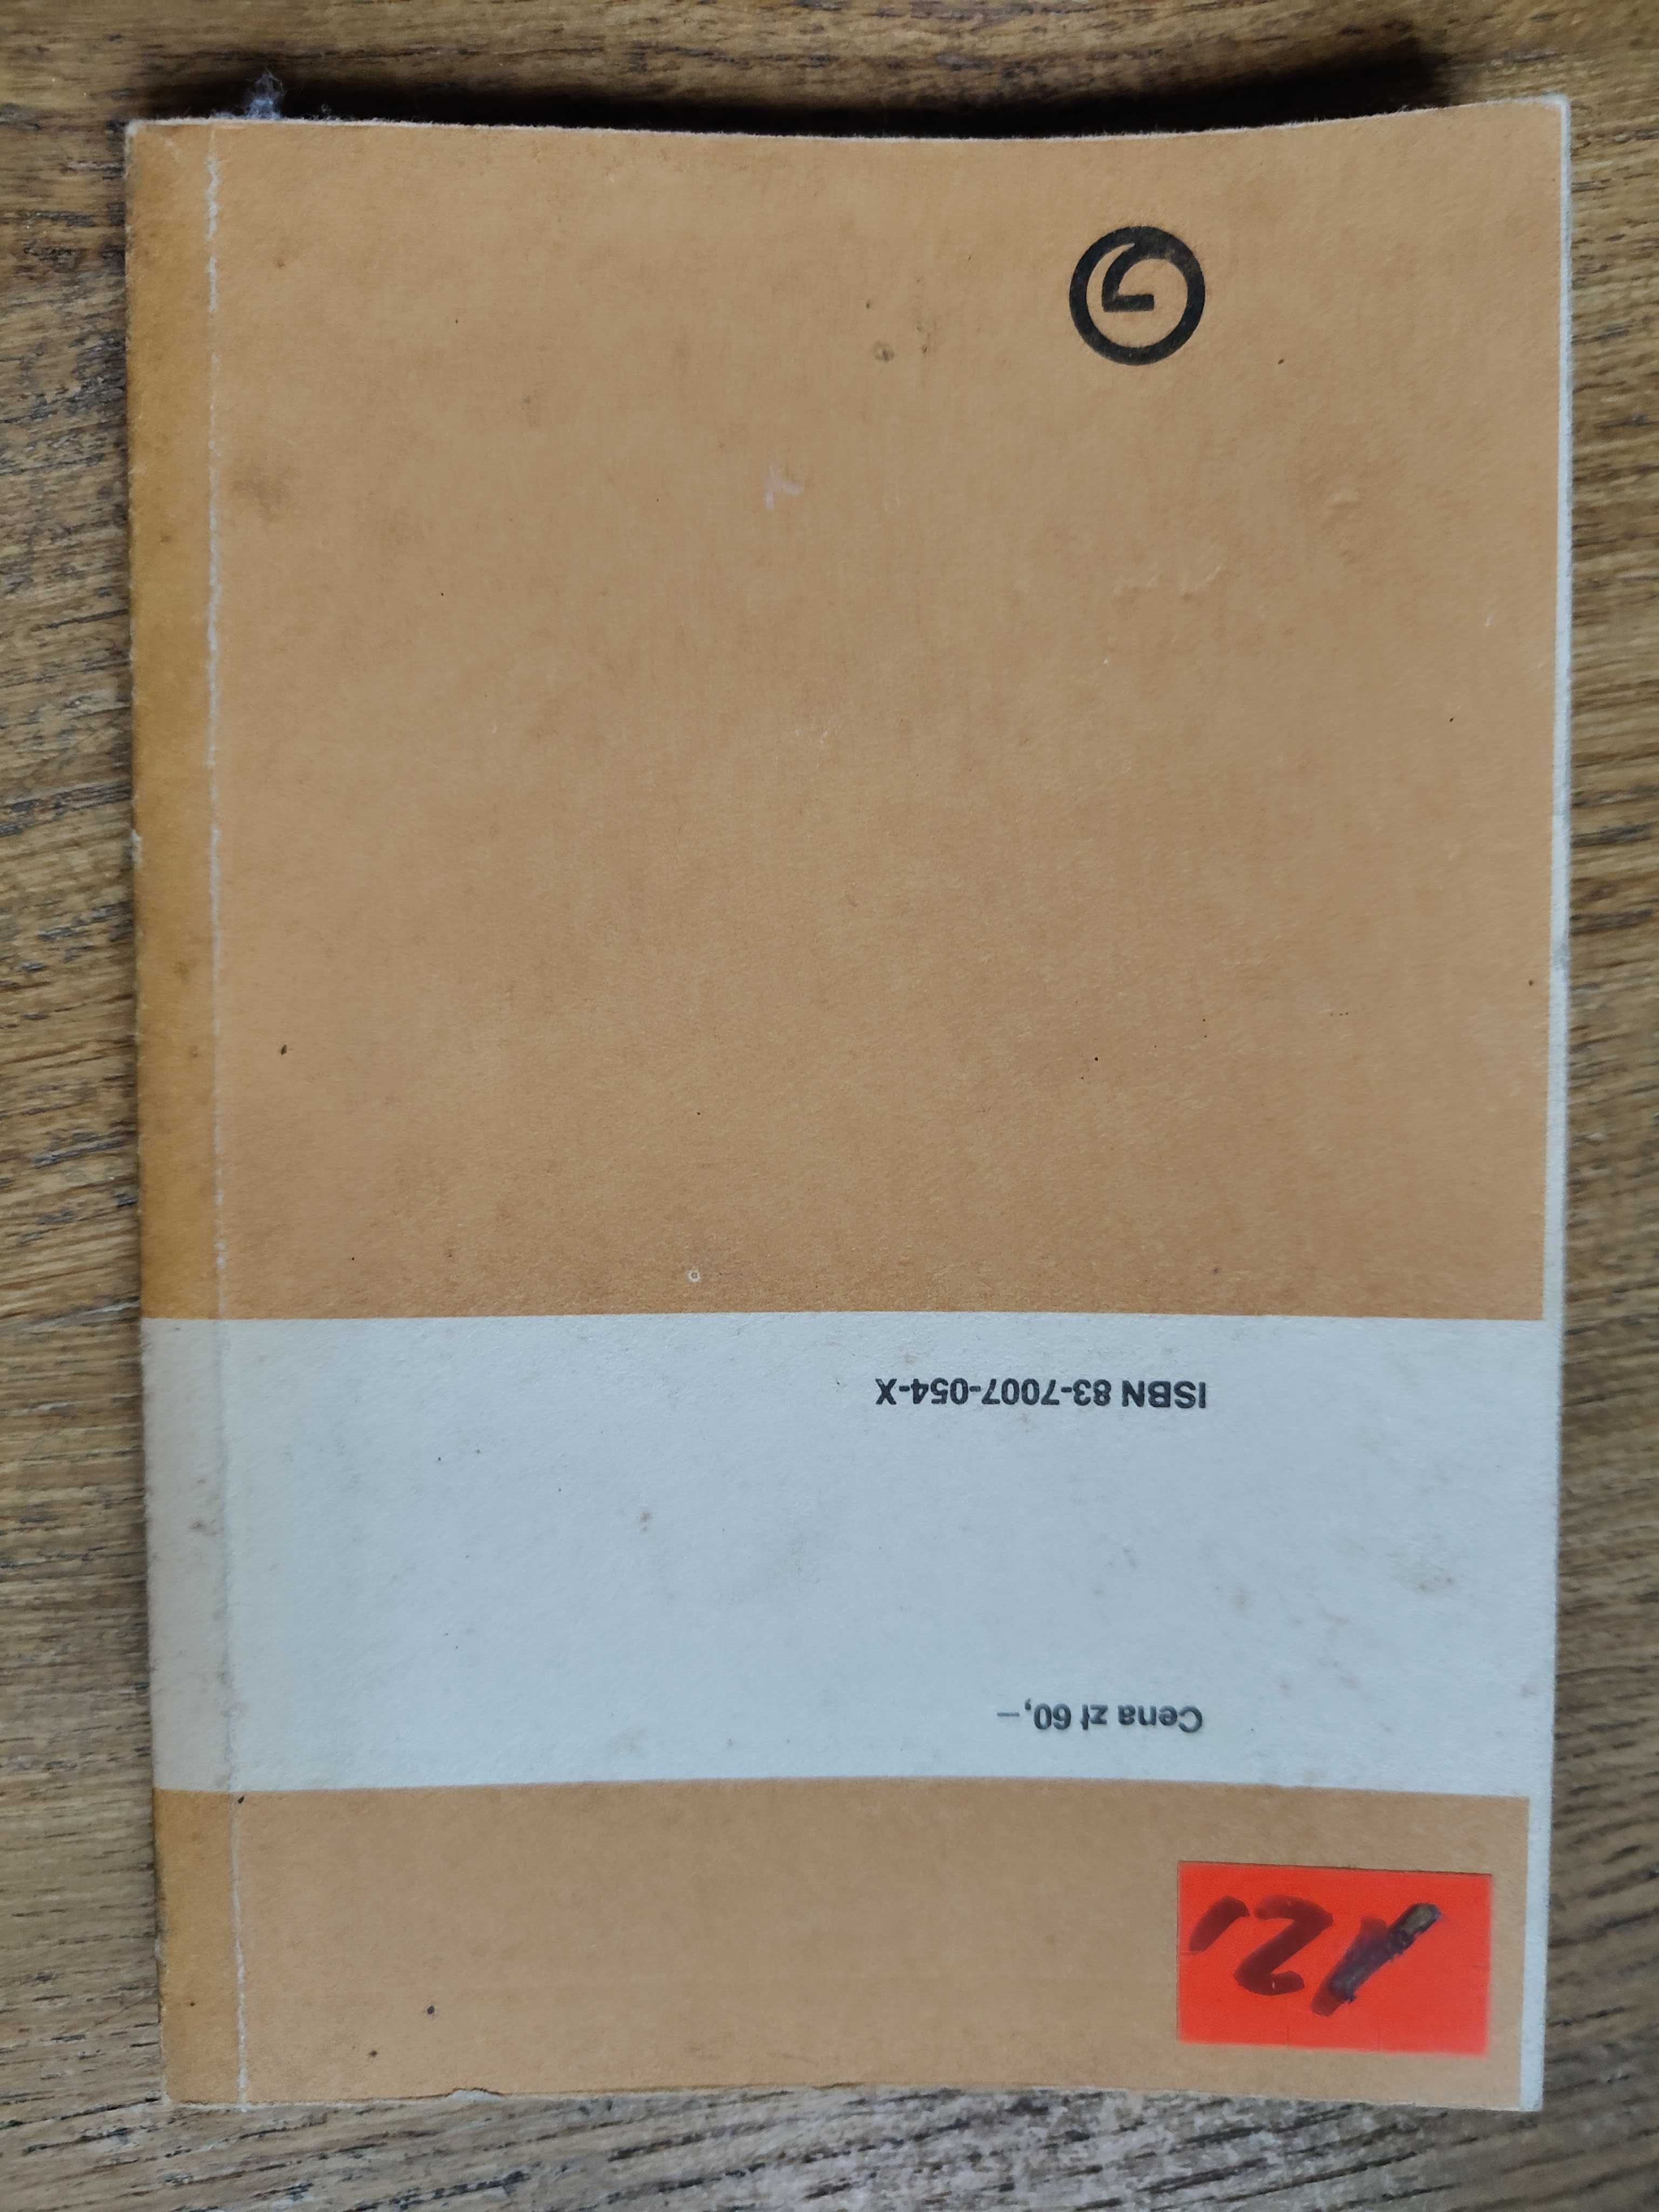 12,
Cena zł 60,—
ISBN 83-7007-054-X